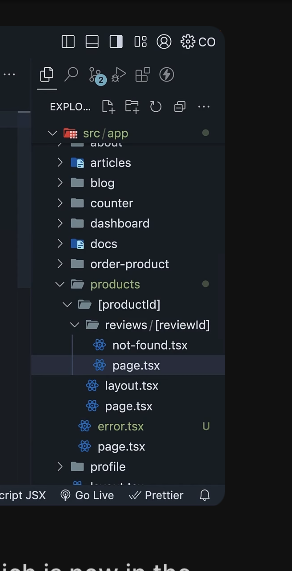 CO
2
EXPLO...
src/app
about
articles
blog
counter
dashboard
docs
order-product
products
[productId]
reviews/[reviewId]
not-found.tsx
page.tsx
layout.tsx
page.tsx
error.tsx U
page.tsx
profile
layout.tsx
cript JSX Go Live Prettier
ich is now in the